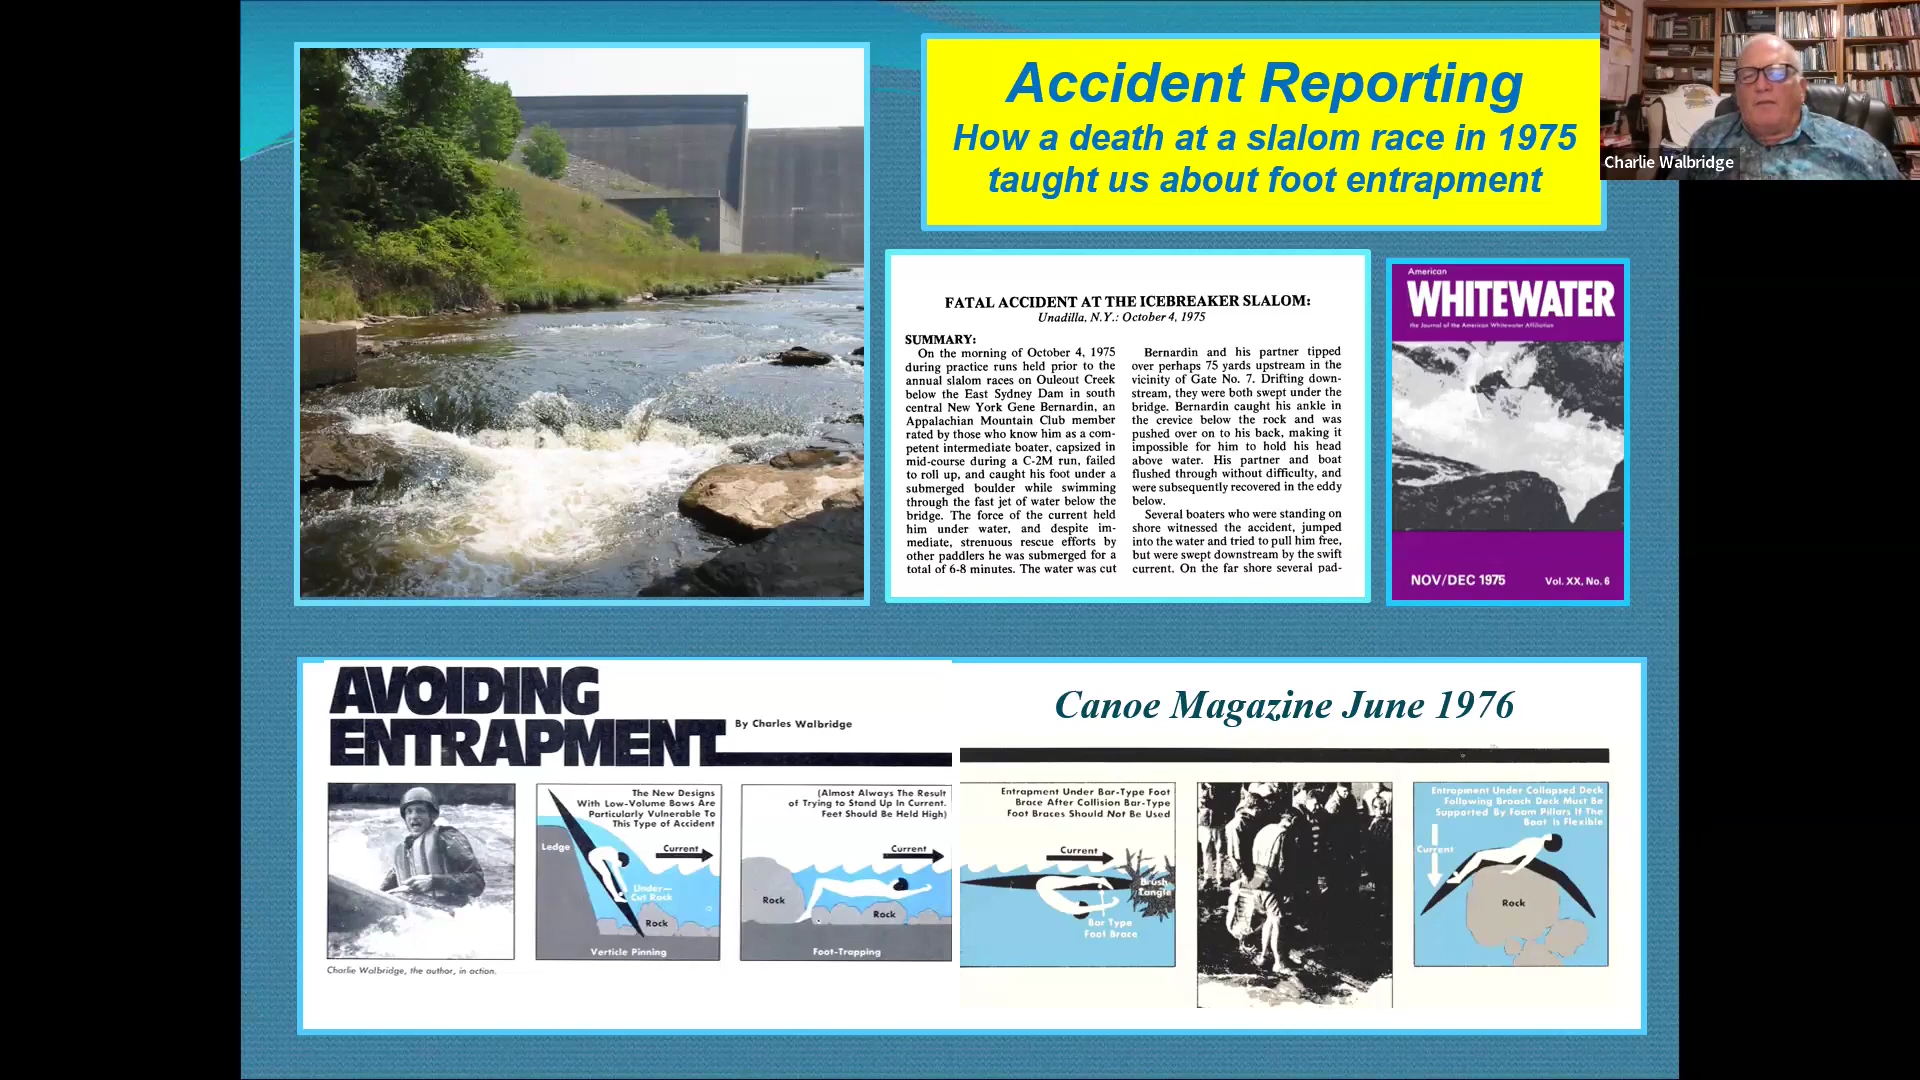 Accident Reporting
How a death at a slalom race in 1975
taught us about foot entrapment
Charlie Walbridge
FATAL ACCIDENT AT THE ICEBREAKER SLALOM:
Unadilla, N.Y.: October 4, 1975
SUMMARY:
On the morning of October 4, 1975
during practice runs held prior to the
annual slalom races on Ouleout Creek
below the East Sydney Dam in south
central New York Gene Bernardin, an
Appalachian Mountain Club member
rated by those who know him as a com-
petent intermediate boater, capsized in
mid-course during a C-2M run, failed
to roll up, and caught his foot under a
submerged boulder while swimming
through the fast jet of water below the
bridge. The force of the current held
him under water, and despite im-
mediate, strenuous rescue efforts by
other paddlers he was submerged for a
total of 6-8 minutes. The water was cut
Bernardin and his partner tipped
over perhaps 75 yards upstream in the
vicinity of Gate No. 7. Drifting down-
stream, they were both swept under the
bridge. Bernardin caught his ankle in
the crevice below the rock and was
pushed over on to his back, making it
impossible for him to hold his head
above water. His partner and boat
flushed through without difficulty, and
were subsequently recovered in the eddy
below.
Several boaters who were standing on
shore witnessed the accident, jumped
into the water and tried to pull him free,
but were swept downstream by the swift
current. On the far shore several pad-
American
WHITEWATER
the Journal of the American Whitewater Affiliation
NOV/DEC 1975
Vol. XX, No. 6
AVOIDING
ENTRAPMENT
By Charles Walbridge
Canoe Magazine June 1976
Charlie Walbridge, the author, in action.
The New Designs
With Low-Volume Bows Are
Particularly Vulnerable To
This Type of Accident
Ledge
Current
Under—
Cut Rock
Rock
Verticle Pinning
(Almost Always The Result
of Trying to Stand Up In Current.
Feet Should Be Held High)
Current
Rock
Rock
Foot-Trapping
Entrapment Under Bar-Type Foot
Brace After Collision Bar-Type
Foot Braces Should Not Be Used
Current
Brush
Tangle
Bar Type
Foot Brace
Entrapment Under Collapsed Deck
Following Broach Deck Must Be
Supported By Foam Pillars If The
Boat Is Flexible
Current
Rock